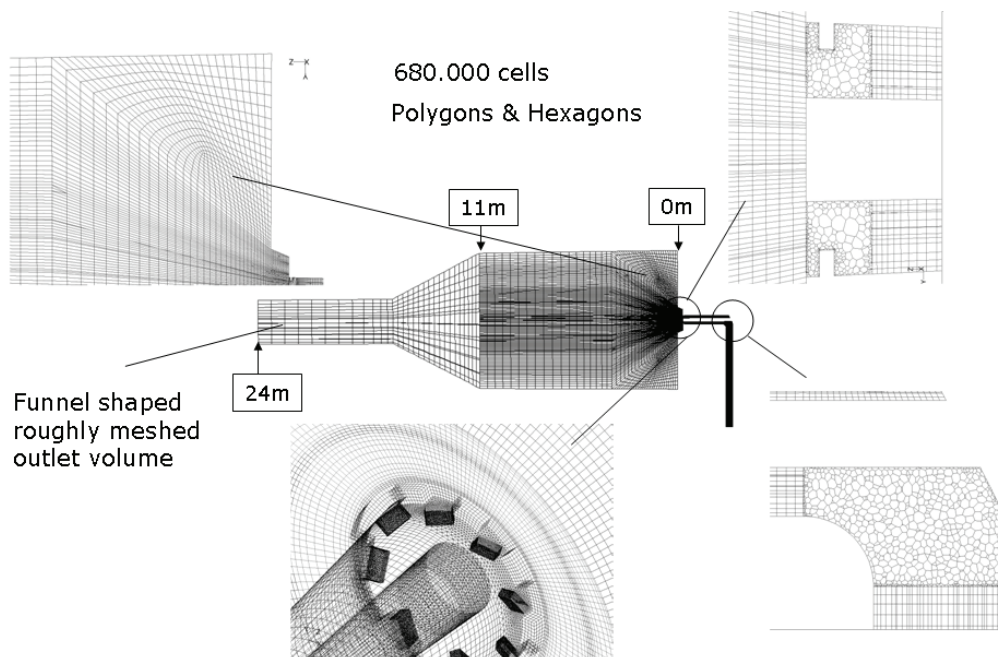 680.000 cells
Polygons & Hexagons
Z X
11m
0m
24m
Funnel shaped
roughly meshed
outlet volume
Z X
Y